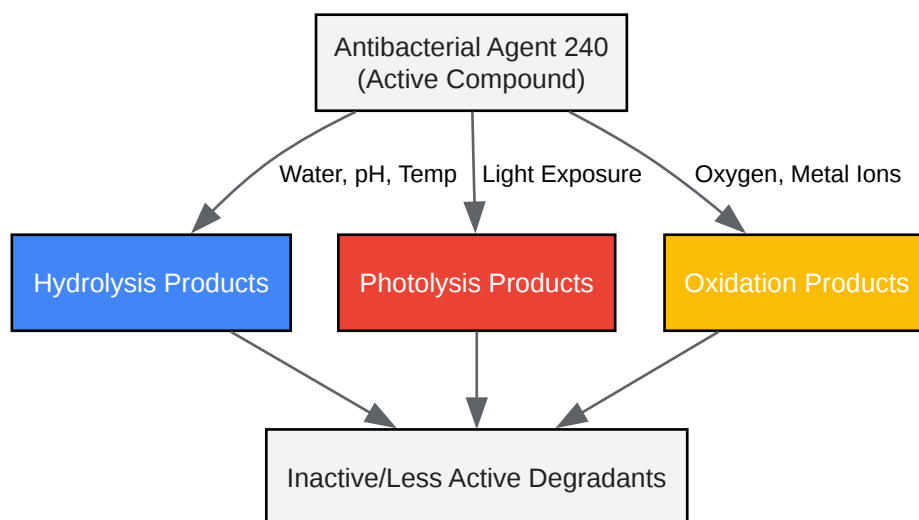 Antibacterial Agent 240
(Active Compound)
Water, pH, Temp
Light Exposure
Oxygen, Metal Ions
Hydrolysis Products
Photolysis Products
Oxidation Products
Inactive/Less Active Degradants